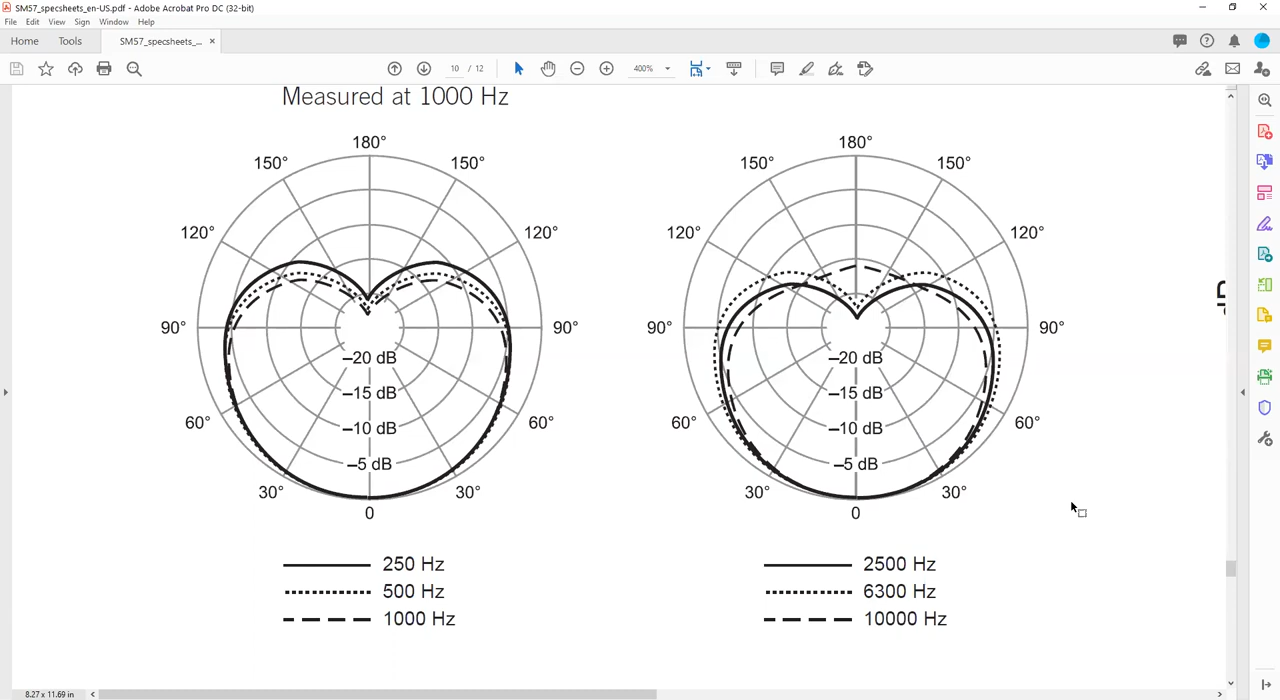 SM57_specsheets_en-US.pdf - Adobe Acrobat Pro DC (32-bit)
File Edit View Sign Window Help
Home Tools SM57_specsheets_... ×
10 / 12 400%
Measured at 1000 Hz
180° 180°
150° 150° 150° 150°
120° 120° 120° 120°
90° 90° 90° 90°
–20 dB –20 dB
–15 dB –15 dB
60° –10 dB 60° 60° –10 dB 60°
–5 dB –5 dB
30° 30° 30° 30°
0 0
250 Hz 2500 Hz
500 Hz 6300 Hz
1000 Hz 10000 Hz
8.27 x 11.69 in